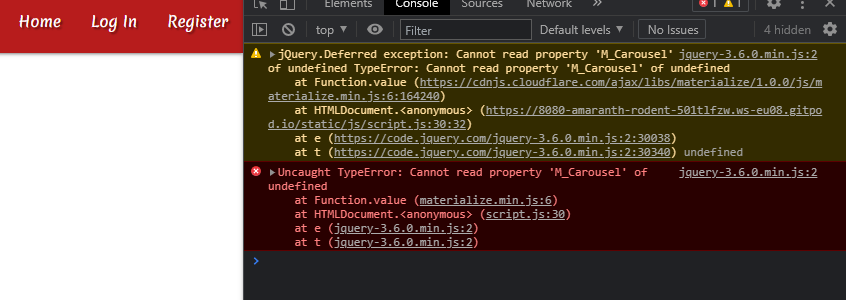 Home Log In Register
Elements Console Sources Network » 1 1
top Filter Default levels No Issues 4 hidden
jQuery.Deferred exception: Cannot read property 'M_Carousel' jquery-3.6.0.min.js:2
of undefined TypeError: Cannot read property 'M_Carousel' of undefined
at Function.value (https://cdnjs.cloudflare.com/ajax/libs/materialize/1.0.0/js/m
aterialize.min.js:6:164240)
at HTMLDocument.<anonymous> (https://8080-amaranth-rodent-501tlfzw.ws-eu08.gitpo
d.io/static/js/script.js:30:32)
at e (https://code.jquery.com/jquery-3.6.0.min.js:2:30038)
at t (https://code.jquery.com/jquery-3.6.0.min.js:2:30340) undefined
Uncaught TypeError: Cannot read property 'M_Carousel' of jquery-3.6.0.min.js:2
undefined
at Function.value (materialize.min.js:6)
at HTMLDocument.<anonymous> (script.js:30)
at e (jquery-3.6.0.min.js:2)
at t (jquery-3.6.0.min.js:2)